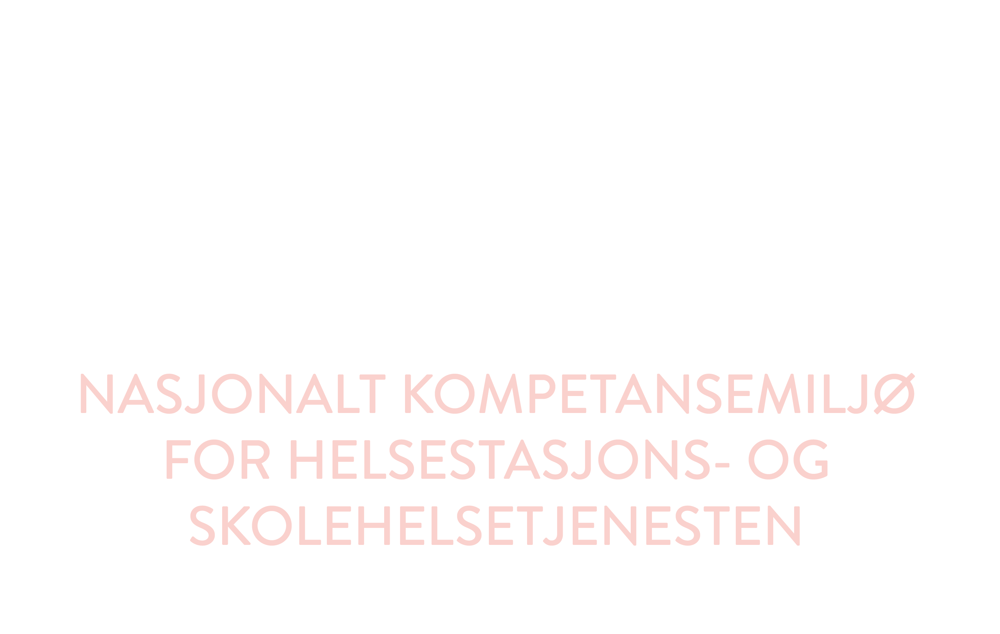 NASJONALT KOMPETANSEMILJØ
FOR HELSESTASJONS- OG
SKOLEHELSETJENESTEN